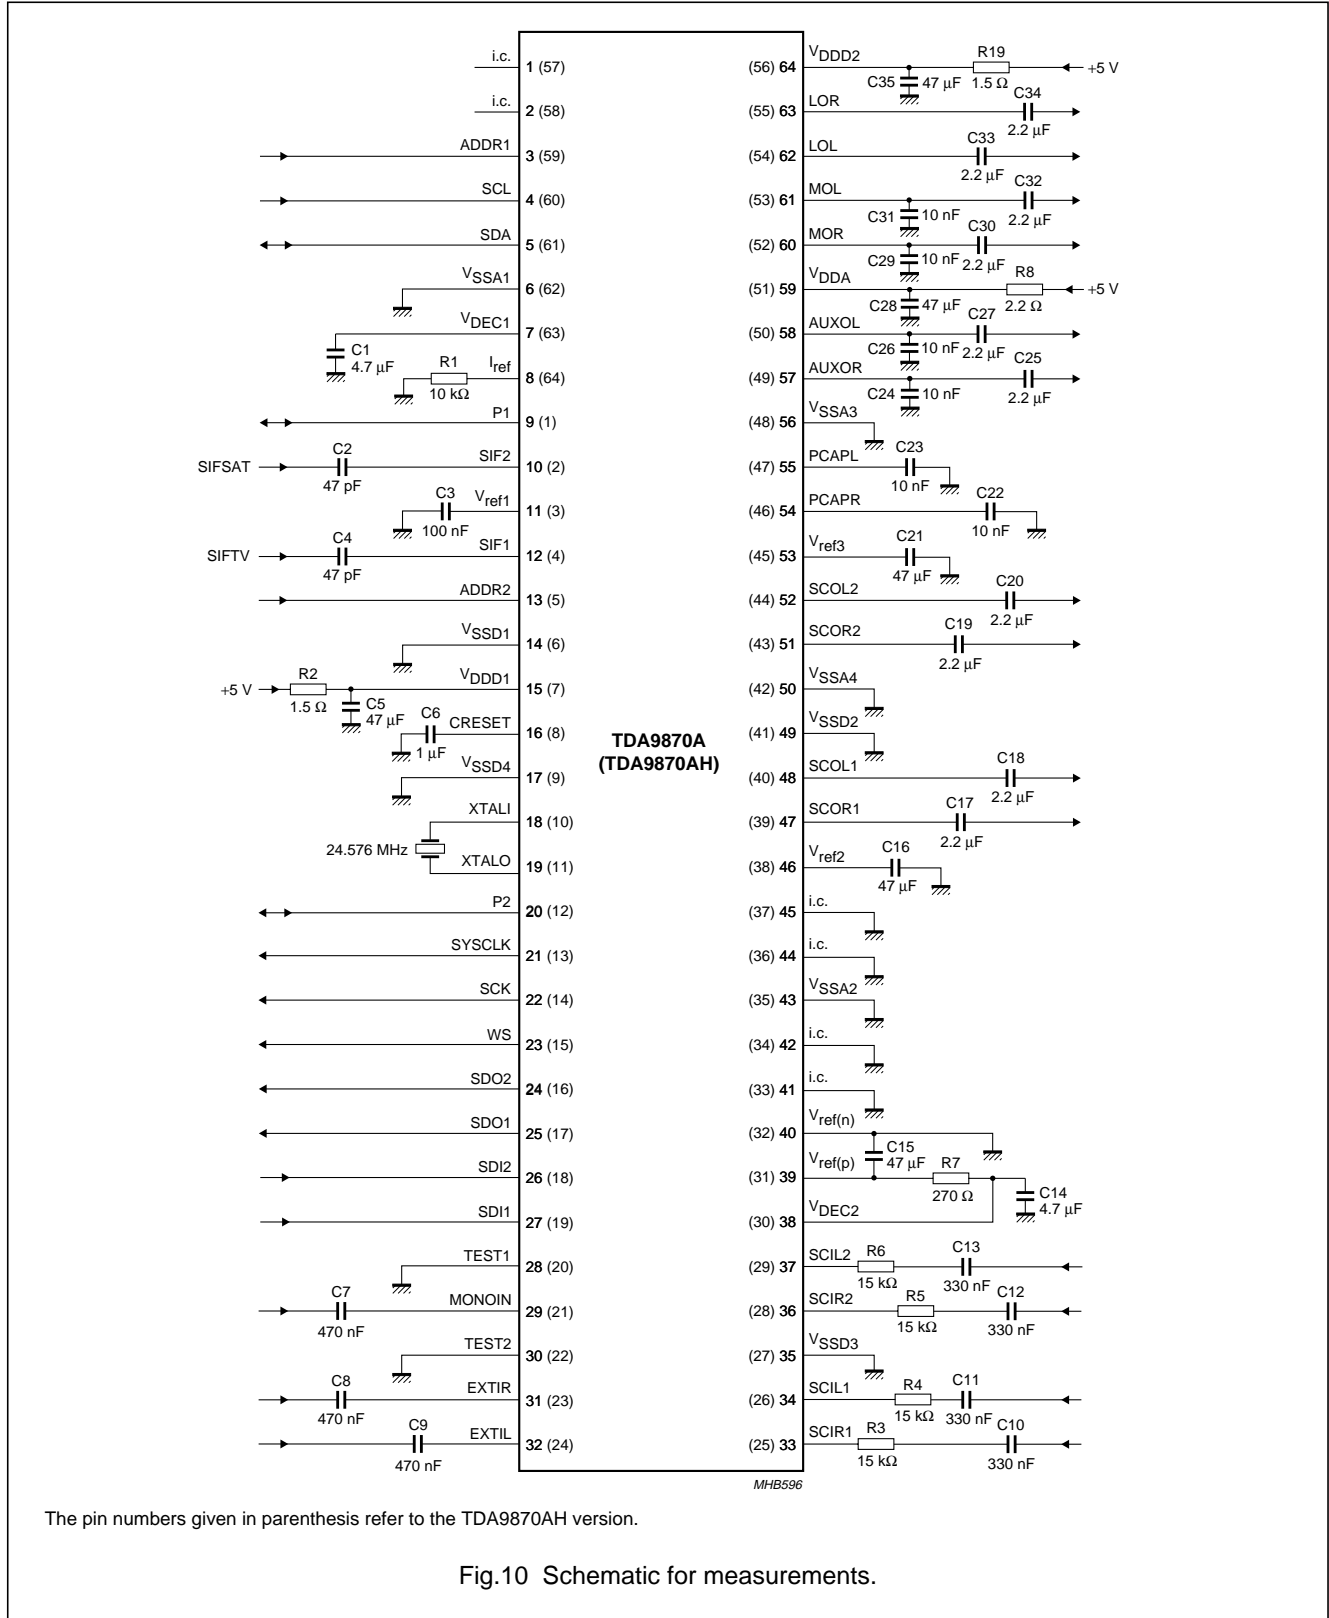 i.c.
1 (57)
i.c.
2 (58)
ADDR1
3 (59)
SCL
4 (60)
SDA
5 (61)
VSSA1
6 (62)
VDEC1
7 (63)
C1
4.7 µF
R1
10 kΩ
Iref
8 (64)
P1
9 (1)
SIFSAT
C2
47 pF
SIF2
10 (2)
C3
100 nF
Vref1
11 (3)
SIFTV
C4
47 pF
SIF1
12 (4)
ADDR2
13 (5)
VSSD1
14 (6)
+5 V
R2
1.5 Ω
VDDD1
15 (7)
C5
47 µF
C6
1 µF
CRESET
16 (8)
VSSD4
17 (9)
XTALI
18 (10)
24.576 MHz
XTALO
19 (11)
P2
20 (12)
SYSCLK
21 (13)
SCK
22 (14)
WS
23 (15)
SDO2
24 (16)
SDO1
25 (17)
SDI2
26 (18)
SDI1
27 (19)
TEST1
28 (20)
C7
470 nF
MONOIN
29 (21)
TEST2
30 (22)
C8
470 nF
EXTIR
31 (23)
C9
470 nF
EXTIL
32 (24)
TDA9870A
(TDA9870AH)
(56) 64
VDDD2
C35
47 µF
R19
1.5 Ω
+5 V
(55) 63
LOR
C34
2.2 µF
(54) 62
LOL
C33
2.2 µF
(53) 61
MOL
C31
10 nF
C32
2.2 µF
(52) 60
MOR
C29
10 nF
C30
2.2 µF
(51) 59
VDDA
C28
47 µF
R8
2.2 Ω
+5 V
(50) 58
AUXOL
C26
10 nF
C27
2.2 µF
(49) 57
AUXOR
C24
10 nF
C25
2.2 µF
(48) 56
VSSA3
(47) 55
PCAPL
C23
10 nF
(46) 54
PCAPR
C22
10 nF
(45) 53
Vref3
C21
47 µF
(44) 52
SCOL2
C20
2.2 µF
(43) 51
SCOR2
C19
2.2 µF
(42) 50
VSSA4
(41) 49
VSSD2
(40) 48
SCOL1
C18
2.2 µF
(39) 47
SCOR1
C17
2.2 µF
(38) 46
Vref2
C16
47 µF
(37) 45
i.c.
(36) 44
i.c.
(35) 43
VSSA2
(34) 42
i.c.
(33) 41
i.c.
(32) 40
Vref(n)
C15
47 µF
(31) 39
Vref(p)
R7
270 Ω
C14
4.7 µF
(30) 38
VDEC2
(29) 37
SCIL2
R6
15 kΩ
C13
330 nF
(28) 36
SCIR2
R5
15 kΩ
C12
330 nF
(27) 35
VSSD3
(26) 34
SCIL1
R4
15 kΩ
C11
330 nF
(25) 33
SCIR1
R3
15 kΩ
C10
330 nF
MHB596
The pin numbers given in parenthesis refer to the TDA9870AH version.
Fig.10 Schematic for measurements.